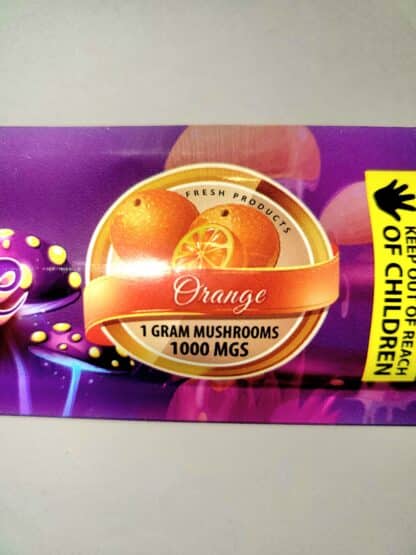 e
FRESH PRODUCTS
Orange
1 GRAM MUSHROOMS
1000 MGS
KEEP OUT OF REACH
OF CHILDREN